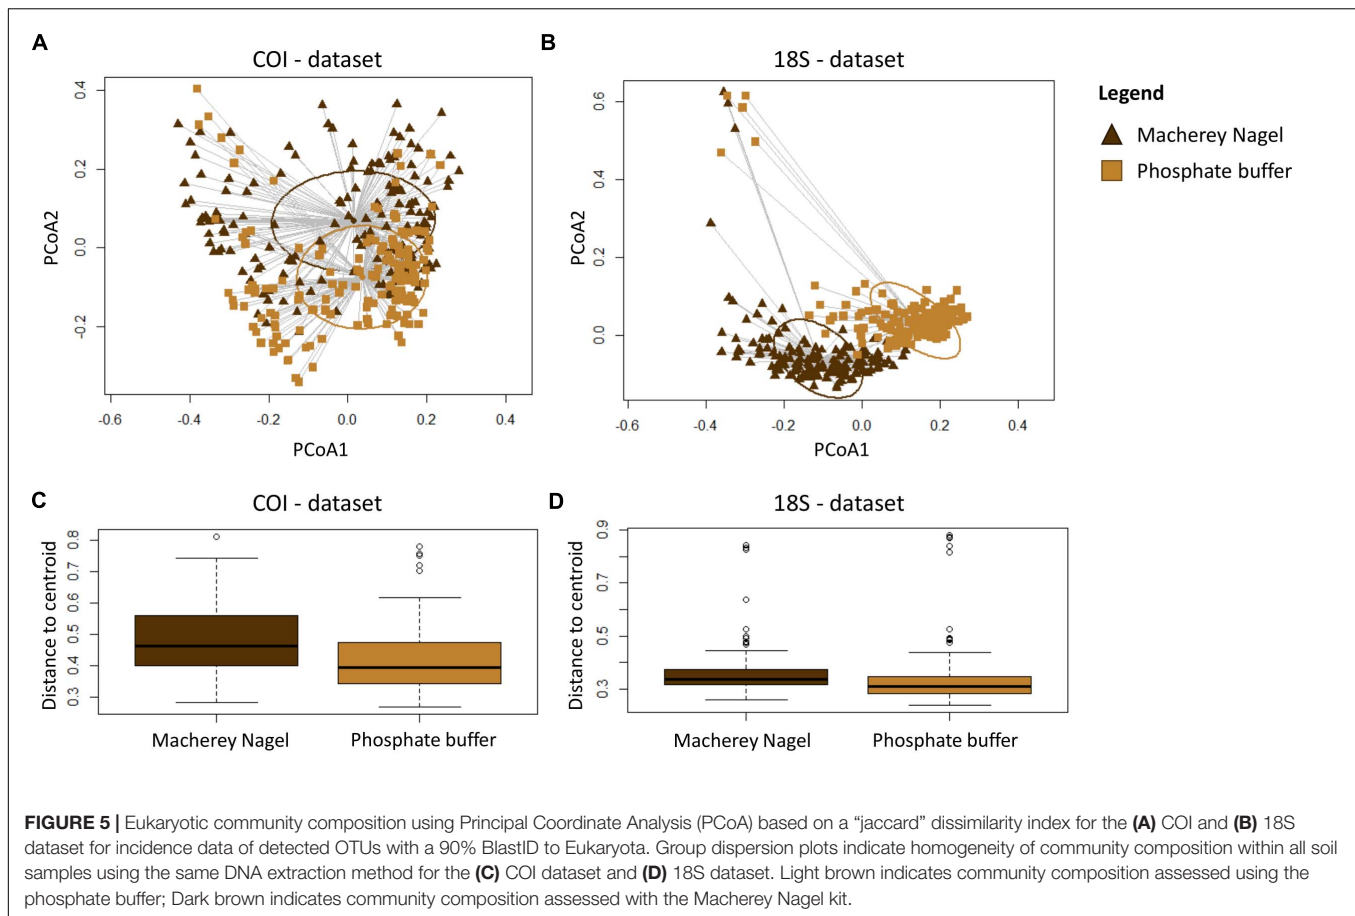 A
COI - dataset
0.4
0.2
0.0
-0.2
PCoA2
-0.6
-0.4
-0.2
0.0
0.2
0.4
PCoA1
B
18S - dataset
0.6
0.4
0.2
0.0
PCoA2
-0.6
-0.4
-0.2
0.0
0.2
0.4
PCoA1
Legend
Macherey Nagel
Phosphate buffer
C
COI - dataset
0.8
0.7
0.6
0.5
0.4
0.3
Distance to centroid
Macherey Nagel
Phosphate buffer
D
18S - dataset
0.9
0.7
0.5
0.3
Distance to centroid
Macherey Nagel
Phosphate buffer
FIGURE 5 | Eukaryotic community composition using Principal Coordinate Analysis (PCoA) based on a “jaccard” dissimilarity index for the (A) COI and (B) 18S
dataset for incidence data of detected OTUs with a 90% BlastID to Eukaryota. Group dispersion plots indicate homogeneity of community composition within all soil
samples using the same DNA extraction method for the (C) COI dataset and (D) 18S dataset. Light brown indicates community composition assessed using the
phosphate buffer; Dark brown indicates community composition assessed with the Macherey Nagel kit.